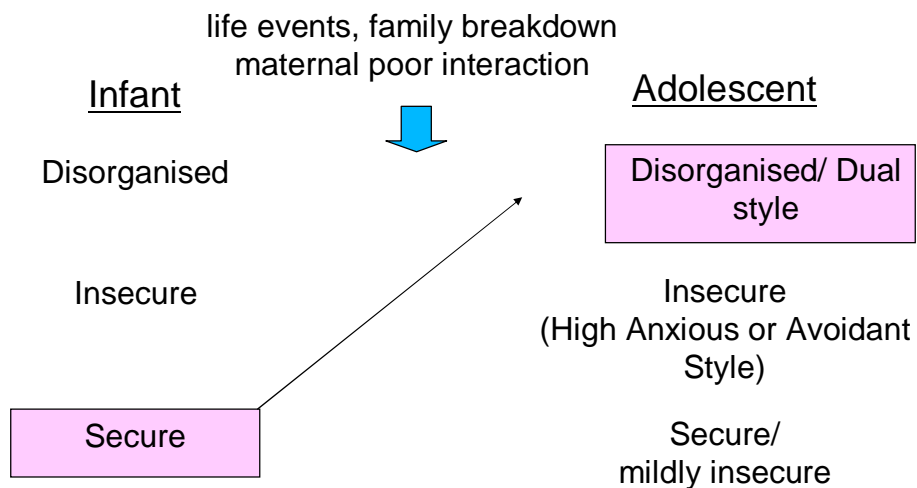 life events, family breakdown
maternal poor interaction
Infant
Adolescent
Disorganised
Disorganised/ Dual
style
Insecure
Insecure
(High Anxious or Avoidant
Style)
Secure
Secure/
mildly insecure